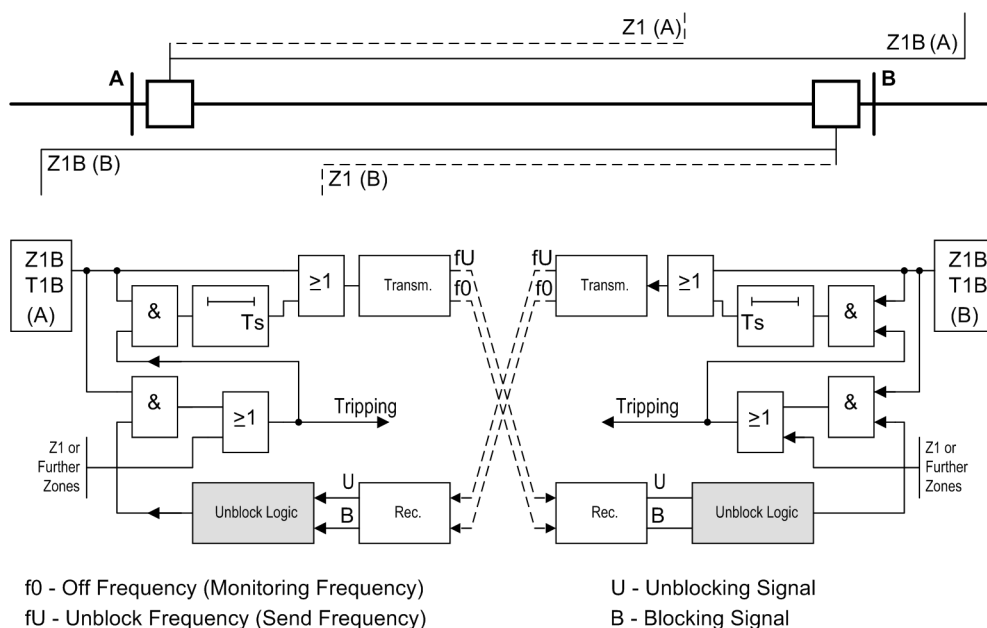 Z1 (A)
Z1B (A)
A
B
Z1B (B)
Z1 (B)
Z1B
T1B
(A)
&
Ts
≥1
Transm.
fU
f0
fU
f0
Transm.
≥1
Ts
&
Z1B
T1B
(B)
&
≥1
Tripping
Tripping
≥1
&
Z1 or
Further
Zones
Z1 or
Further
Zones
Unblock Logic
U
B
Rec.
Rec.
U
B
Unblock Logic
f0 - Off Frequency (Monitoring Frequency)
fU - Unblock Frequency (Send Frequency)
U - Unblocking Signal
B - Blocking Signal